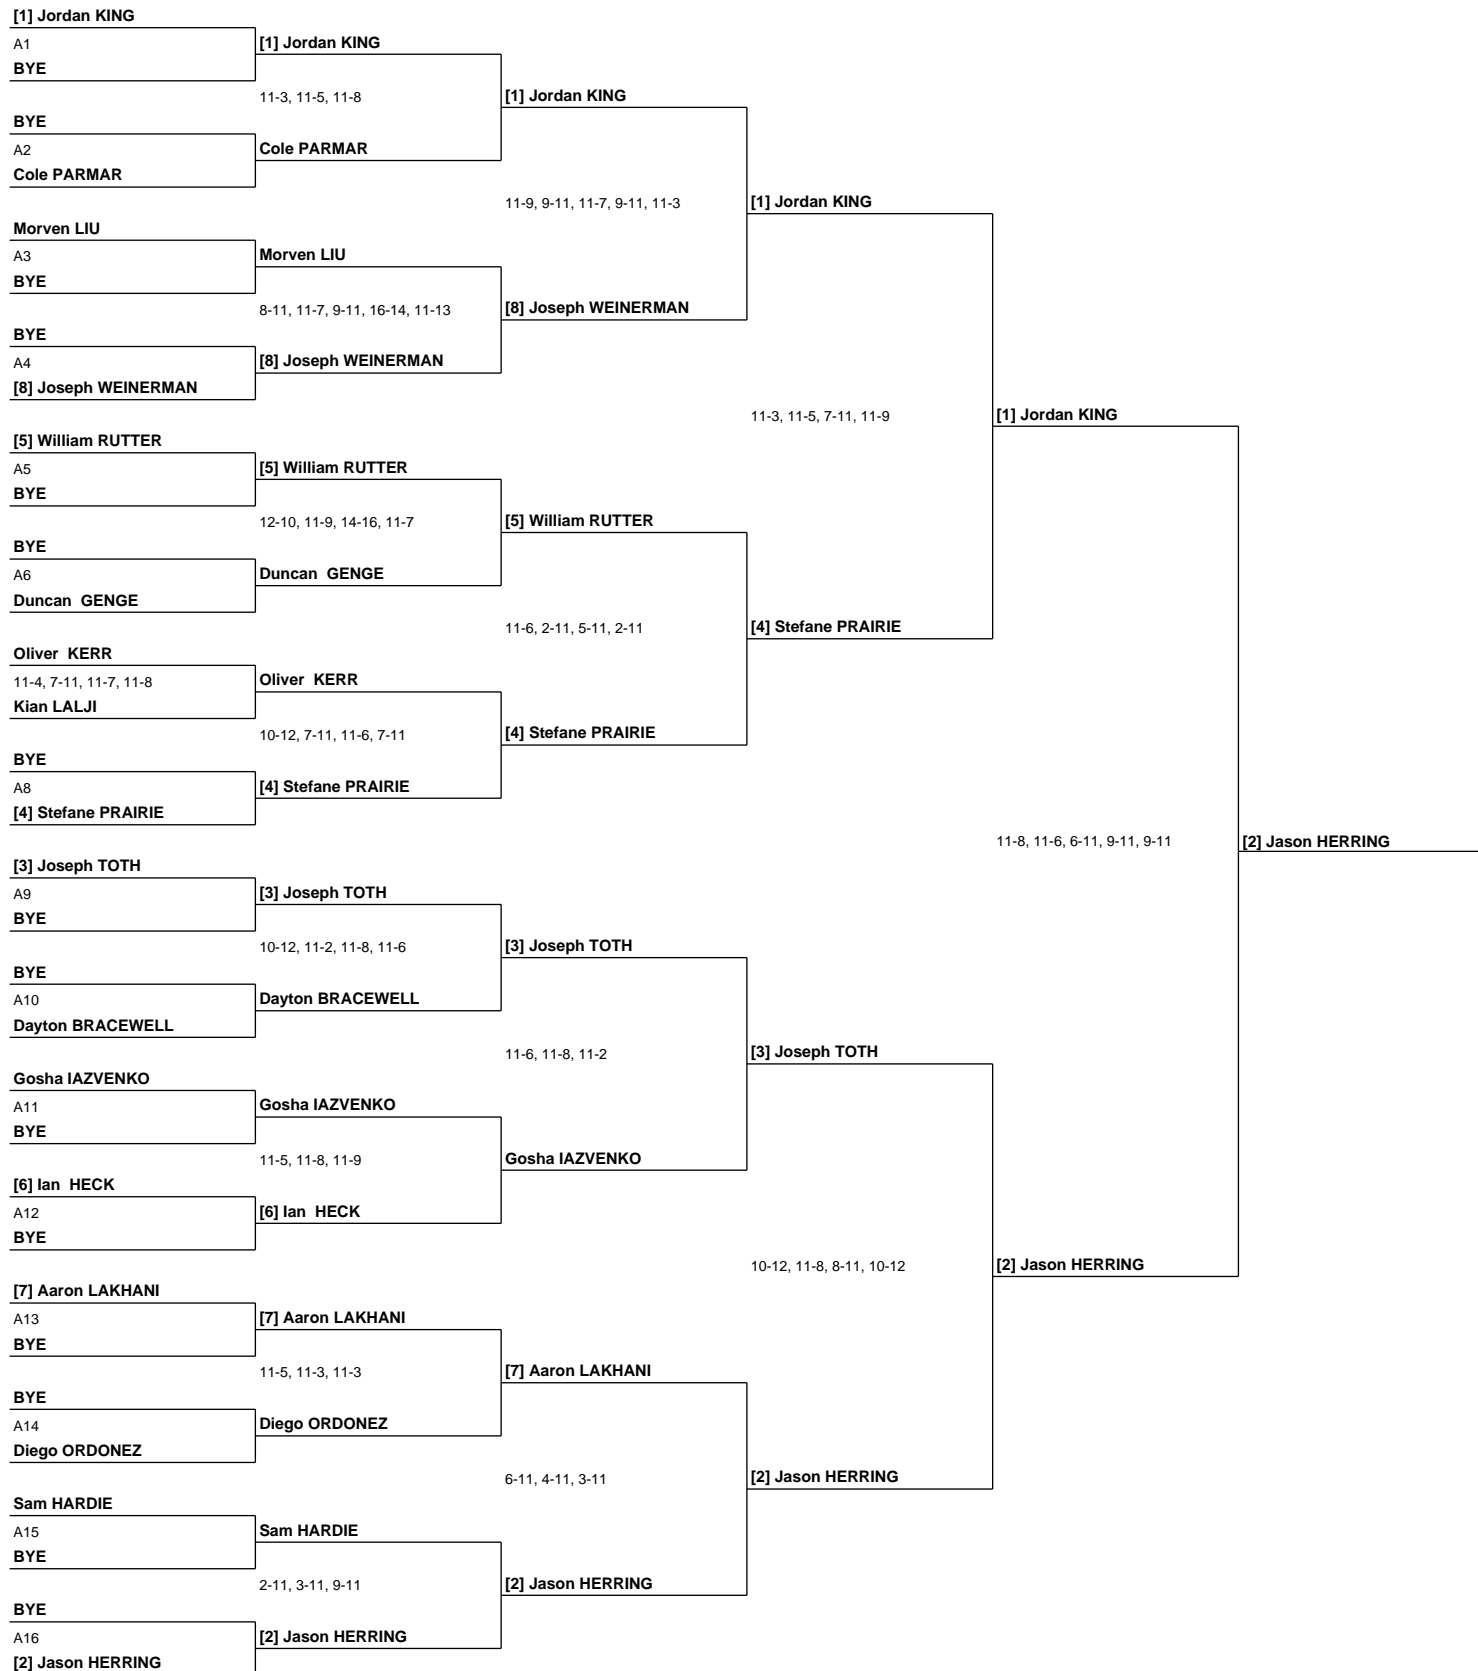 [1] Jordan KING
A1
BYE
BYE
A2
Cole PARMAR
Morven LIU
A3
BYE
BYE
A4
[8] Joseph WEINERMAN
[5] William RUTTER
A5
BYE
BYE
A6
Duncan  GENGE
Oliver  KERR
11-4, 7-11, 11-7, 11-8
Kian LALJI
BYE
A8
[4] Stefane PRAIRIE
[3] Joseph TOTH
A9
BYE
BYE
A10
Dayton BRACEWELL
Gosha IAZVENKO
A11
BYE
[6] Ian  HECK
A12
BYE
[7] Aaron LAKHANI
A13
BYE
BYE
A14
Diego ORDONEZ
Sam HARDIE
A15
BYE
BYE
A16
[2] Jason HERRING
[1] Jordan KING
11-3, 11-5, 11-8
Cole PARMAR
Morven LIU
8-11, 11-7, 9-11, 16-14, 11-13
[8] Joseph WEINERMAN
[5] William RUTTER
12-10, 11-9, 14-16, 11-7
Duncan  GENGE
Oliver  KERR
10-12, 7-11, 11-6, 7-11
[4] Stefane PRAIRIE
[3] Joseph TOTH
10-12, 11-2, 11-8, 11-6
Dayton BRACEWELL
Gosha IAZVENKO
11-5, 11-8, 11-9
[6] Ian  HECK
[7] Aaron LAKHANI
11-5, 11-3, 11-3
Diego ORDONEZ
Sam HARDIE
2-11, 3-11, 9-11
[2] Jason HERRING
[1] Jordan KING
11-9, 9-11, 11-7, 9-11, 11-3
[8] Joseph WEINERMAN
[5] William RUTTER
11-6, 2-11, 5-11, 2-11
[4] Stefane PRAIRIE
[3] Joseph TOTH
11-6, 11-8, 11-2
Gosha IAZVENKO
[7] Aaron LAKHANI
6-11, 4-11, 3-11
[2] Jason HERRING
[1] Jordan KING
11-3, 11-5, 7-11, 11-9
[4] Stefane PRAIRIE
[3] Joseph TOTH
10-12, 11-8, 8-11, 10-12
[2] Jason HERRING
[1] Jordan KING
11-8, 11-6, 6-11, 9-11, 9-11
[2] Jason HERRING
[2] Jason HERRING